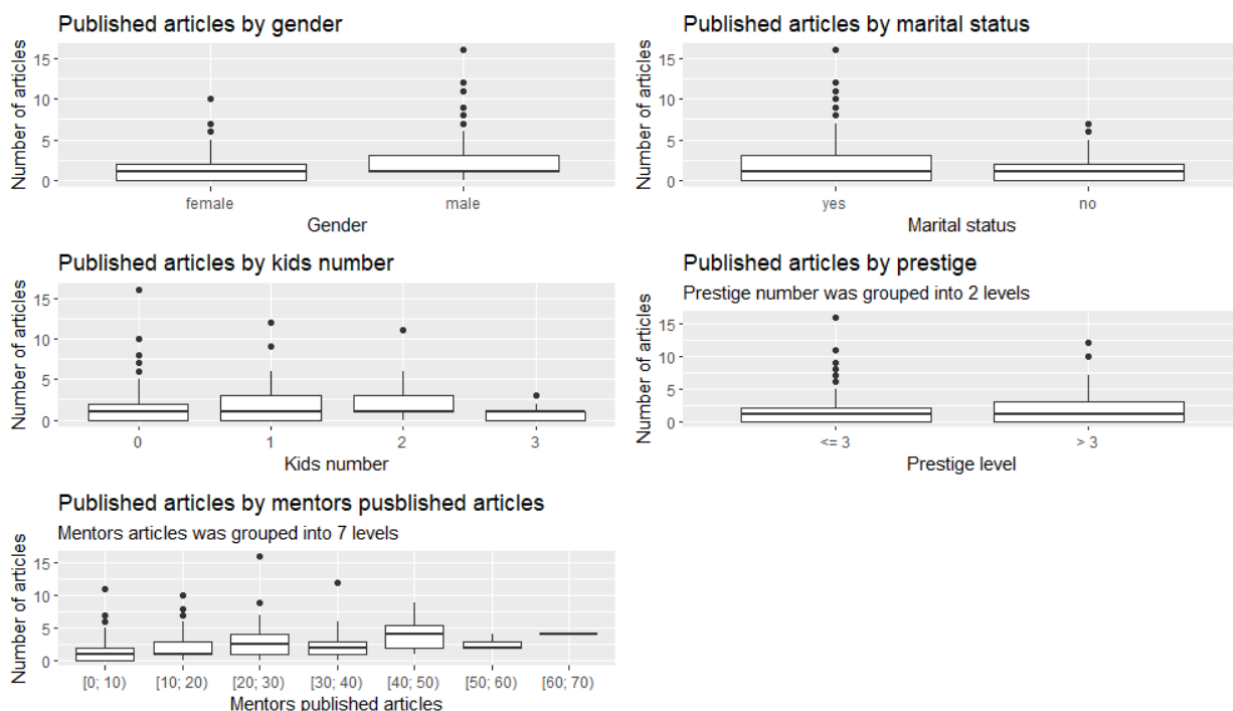 Published articles by gender
Number of articles
15
10
5
0
female male
Gender
Published articles by marital status
Number of articles
15
10
5
0
yes no
Marital status
Published articles by kids number
Number of articles
15
10
5
0
0 1 2 3
Kids number
Published articles by prestige
Prestige number was grouped into 2 levels
Number of articles
15
10
5
0
<= 3 > 3
Prestige level
Published articles by mentors pusblished articles
Mentors articles was grouped into 7 levels
Number of articles
15
10
5
0
[0; 10) [10; 20) [20; 30) [30; 40) [40; 50) [50; 60) [60; 70)
Mentors published articles